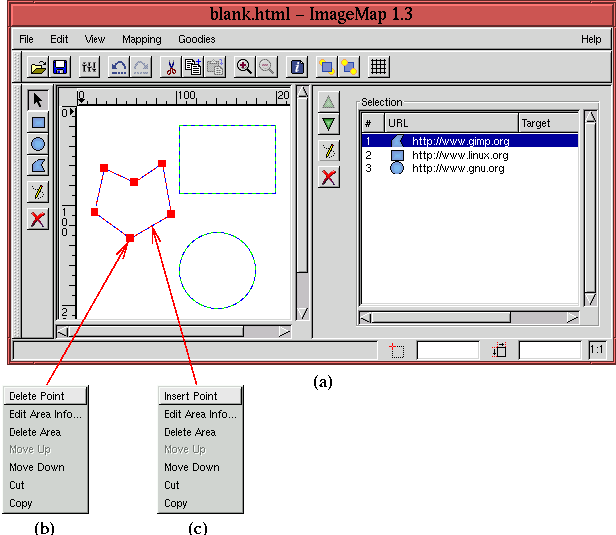 blank.html – ImageMap 1.3
File Edit View Mapping Goodies Help
0 100 20
0
100
2
Selection
# URL Target
1 http://www.gimp.org
2 http://www.linux.org
3 http://www.gnu.org
1:1
(a)
Delete Point
Edit Area Info...
Delete Area
Move Up
Move Down
Cut
Copy
(b)
Insert Point
Edit Area Info...
Delete Area
Move Up
Move Down
Cut
Copy
(c)